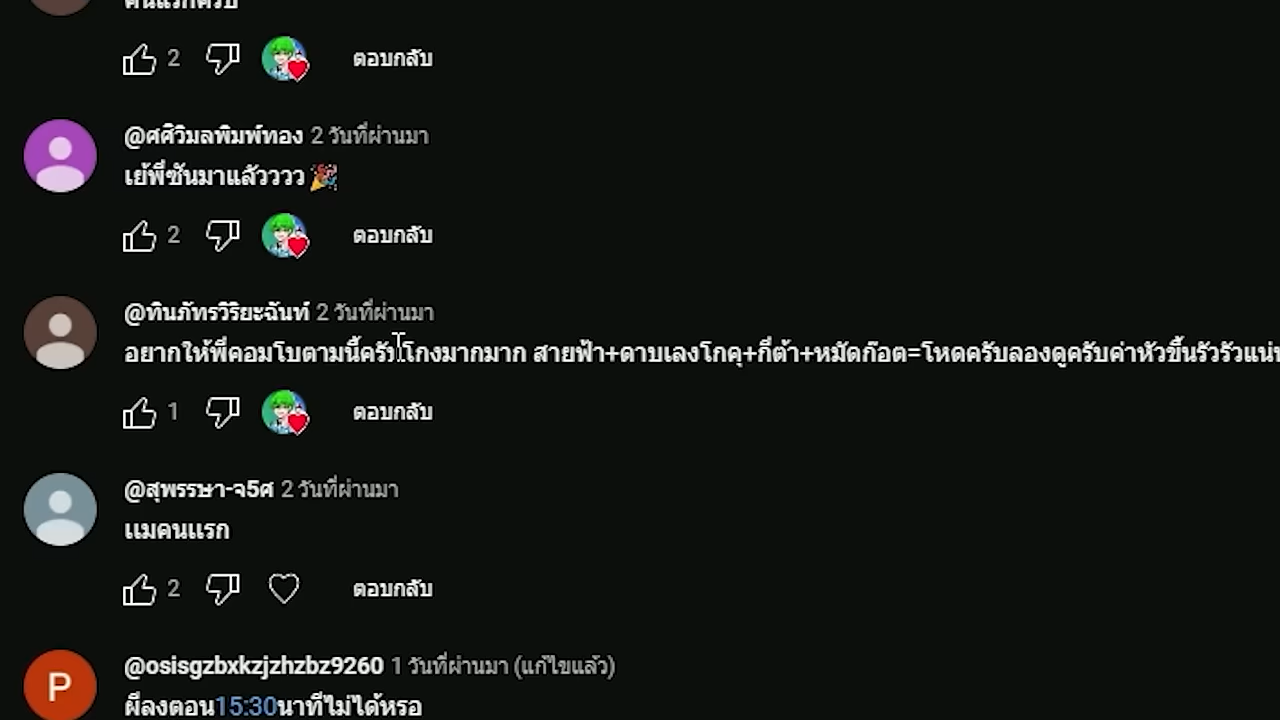 คนแรกครับ
2 ตอบกลับ
@ศศิวิมลพิมพ์ทอง 2 วันที่ผ่านมา
เย้พี่ซันมาแล้วววว 🎉
2 ตอบกลับ
@ทินภัทรวิริยะฉันท์ 2 วันที่ผ่านมา
อยากให้พี่คอมโบตามนี้ครับโกงมากมาก สายฟ้า+ดาบเลงโกคุ+กี่ต้า+หมัดก๊อต=โหดครับลองดูครับค่าหัวขึ้นรัวรัว
1 ตอบกลับ
@สุพรรษา-จ5ศ 2 วันที่ผ่านมา
แมคนแรก
2 ตอบกลับ
P
@osisgzbxkzjzhzbz9260 1 วันที่ผ่านมา (แก้ไขแล้ว)
ผีลงตอน15:30นาทีไม่ได้หรอ